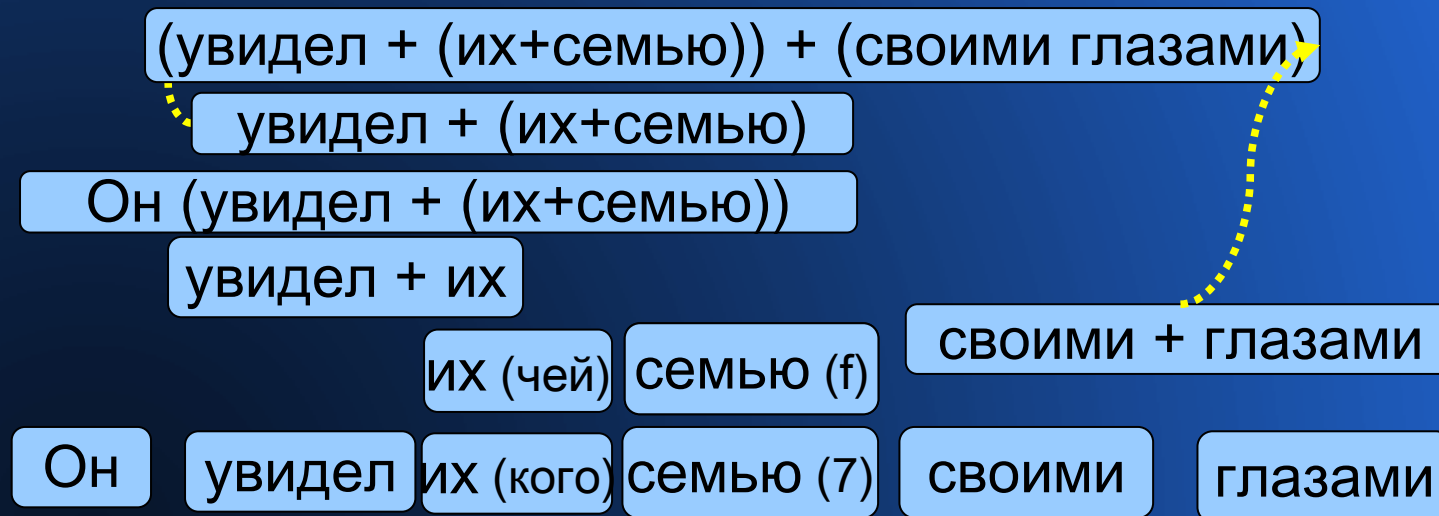 (увидел + (их+семью)) + (своими глазами)
увидел + (их+семью)
Он (увидел + (их+семью))
увидел + их
своими + глазами
их (чей) семью (f)
Он увидел их (кого) семью (7) своими глазами